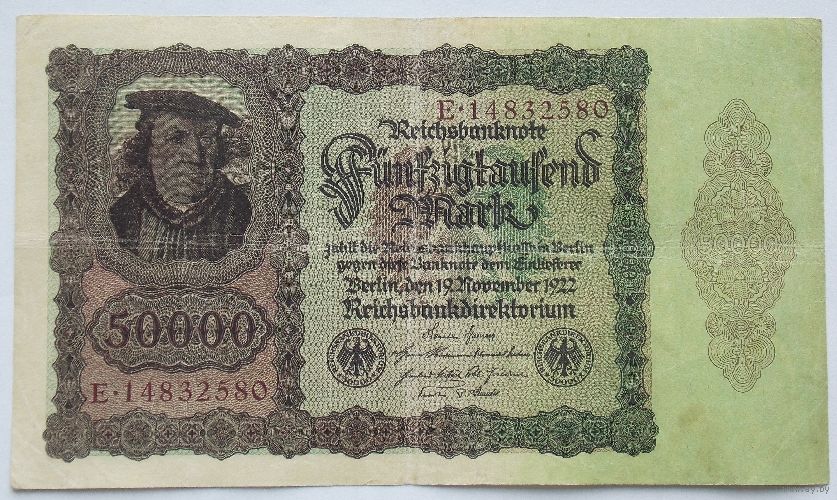 E·14832580
Reichsbanknote
Fünfzigtausend
Mark
zahlt die Reichsbankhauptkasse in Berlin
gegen diese Banknote dem Einlieferer
Berlin, den 19. November 1922
Reichsbankdirektorium
50000
50000
E·14832580